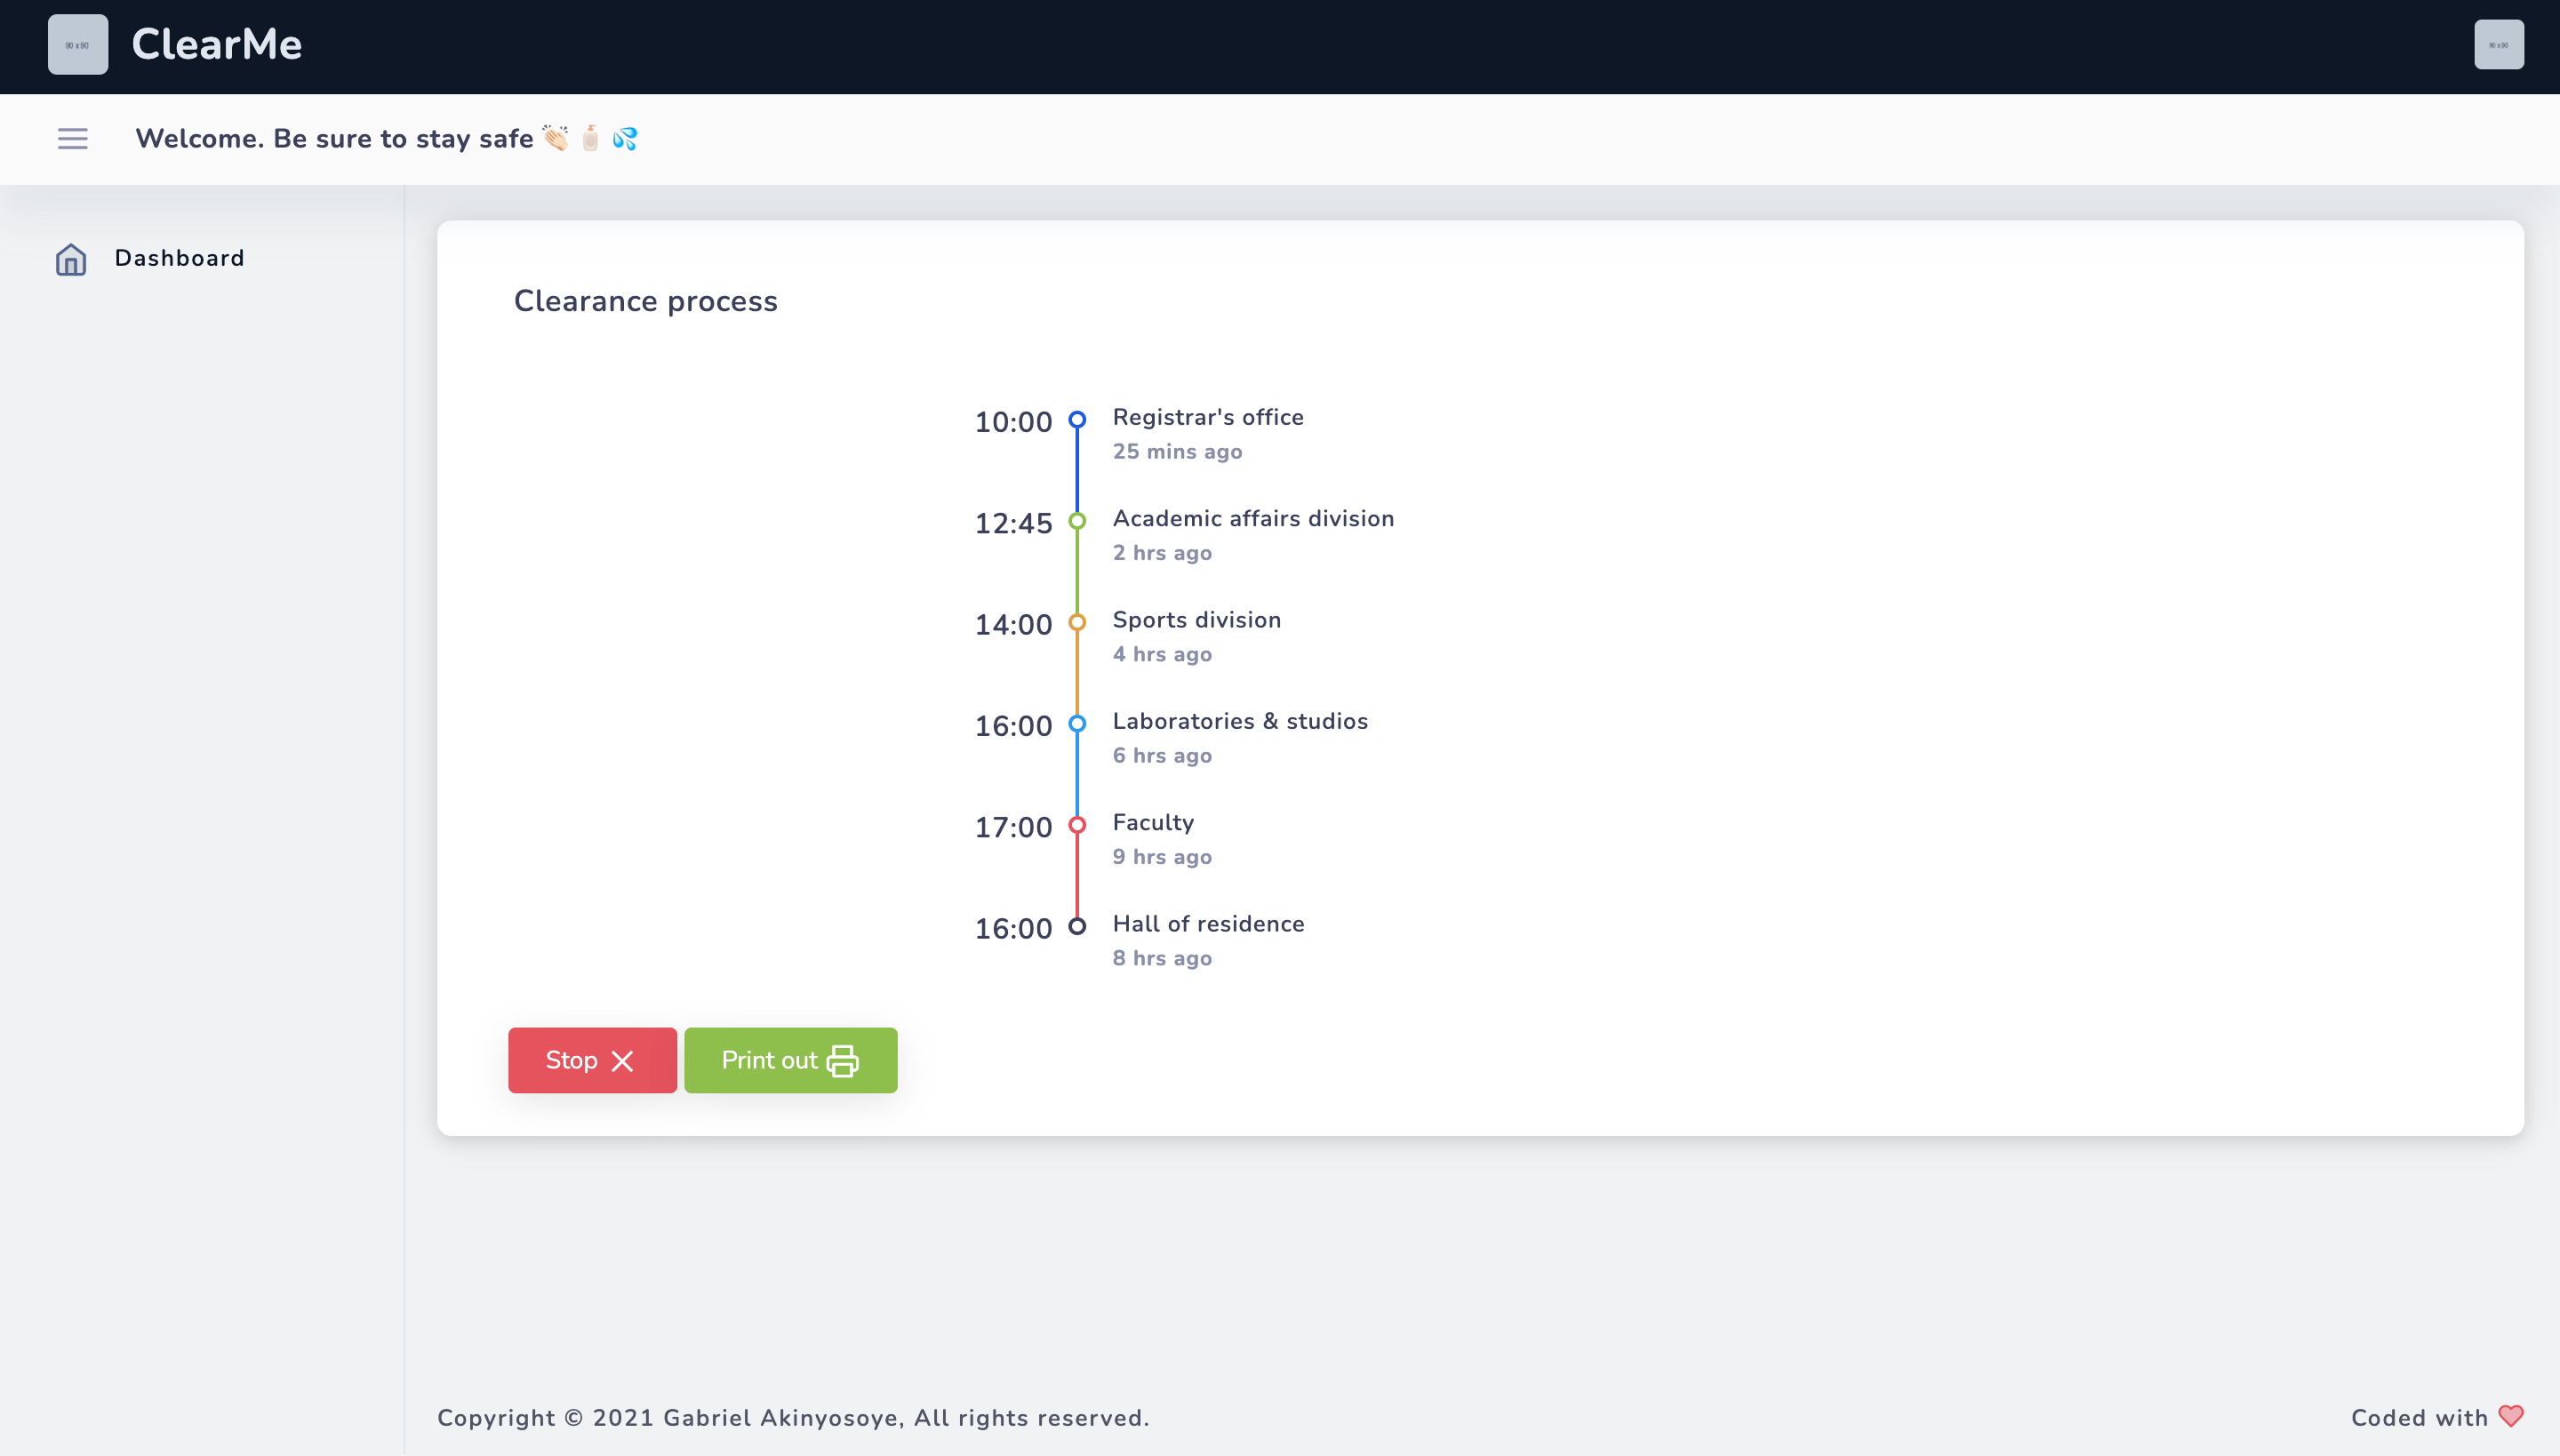 90 x 90
ClearMe
90 x 90
Welcome. Be sure to stay safe 👏🏻 🧴 💦
Dashboard
Clearance process
10:00 Registrar's office
25 mins ago
12:45 Academic affairs division
2 hrs ago
14:00 Sports division
4 hrs ago
16:00 Laboratories & studios
6 hrs ago
17:00 Faculty
9 hrs ago
16:00 Hall of residence
8 hrs ago
Stop
Print out
Copyright © 2021 Gabriel Akinyosoye, All rights reserved.
Coded with